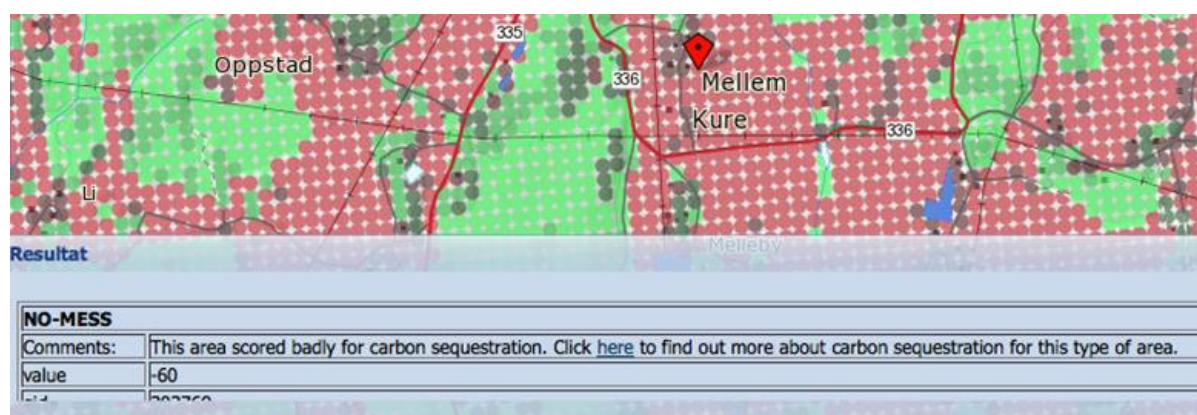 335
Oppstad
336
Mellem
Kure
336
Li
Melleby
Resultat
NO-MESS
Comments: This area scored badly for carbon sequestration. Click here to find out more about carbon sequestration for this type of area.
value -60